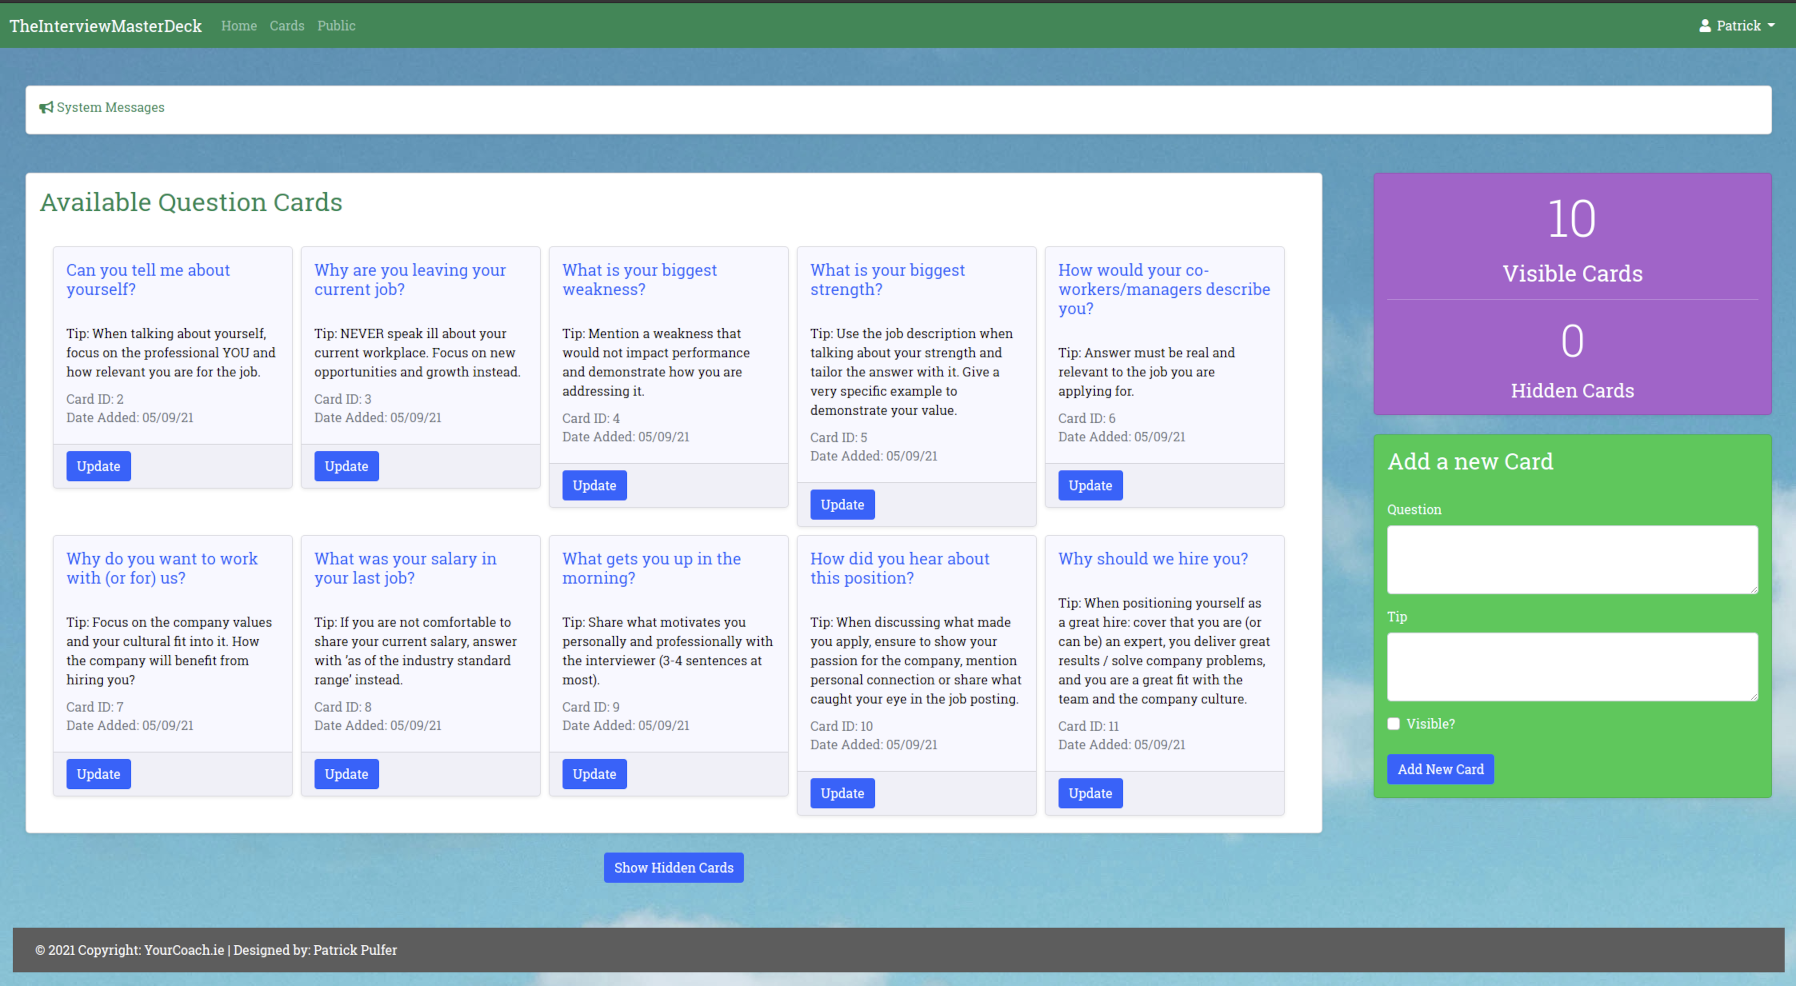 TheInterviewMasterDeck Home Cards Public Patrick
System Messages
Available Question Cards
Can you tell me about
yourself?
Tip: When talking about yourself,
focus on the professional YOU and
how relevant you are for the job.
Card ID: 2
Date Added: 05/09/21
Update
Why are you leaving your
current job?
Tip: NEVER speak ill about your
current workplace. Focus on new
opportunities and growth instead.
Card ID: 3
Date Added: 05/09/21
Update
What is your biggest
weakness?
Tip: Mention a weakness that
would not impact performance
and demonstrate how you are
addressing it.
Card ID: 4
Date Added: 05/09/21
Update
What is your biggest
strength?
Tip: Use the job description when
talking about your strength and
tailor the answer with it. Give a
very specific example to
demonstrate your value.
Card ID: 5
Date Added: 05/09/21
Update
How would your co-
workers/managers describe
you?
Tip: Answer must be real and
relevant to the job you are
applying for.
Card ID: 6
Date Added: 05/09/21
Update
Why do you want to work
with (or for) us?
Tip: Focus on the company values
and your cultural fit into it. How
the company will benefit from
hiring you?
Card ID: 7
Date Added: 05/09/21
Update
What was your salary in
your last job?
Tip: If you are not comfortable to
share your current salary, answer
with 'as of the industry standard
range' instead.
Card ID: 8
Date Added: 05/09/21
Update
What gets you up in the
morning?
Tip: Share what motivates you
personally and professionally with
the interviewer (3-4 sentences at
most).
Card ID: 9
Date Added: 05/09/21
Update
How did you hear about
this position?
Tip: When discussing what made
you apply, ensure to show your
passion for the company, mention
personal connection or share what
caught your eye in the job posting.
Card ID: 10
Date Added: 05/09/21
Update
Why should we hire you?
Tip: When positioning yourself as
a great hire: cover that you are (or
can be) an expert, you deliver great
results / solve company problems,
and you are a great fit with the
team and the company culture.
Card ID: 11
Date Added: 05/09/21
Update
Show Hidden Cards
10
Visible Cards
0
Hidden Cards
Add a new Card
Question
Tip
Visible?
Add New Card
© 2021 Copyright: YourCoach.ie | Designed by: Patrick Pulfer